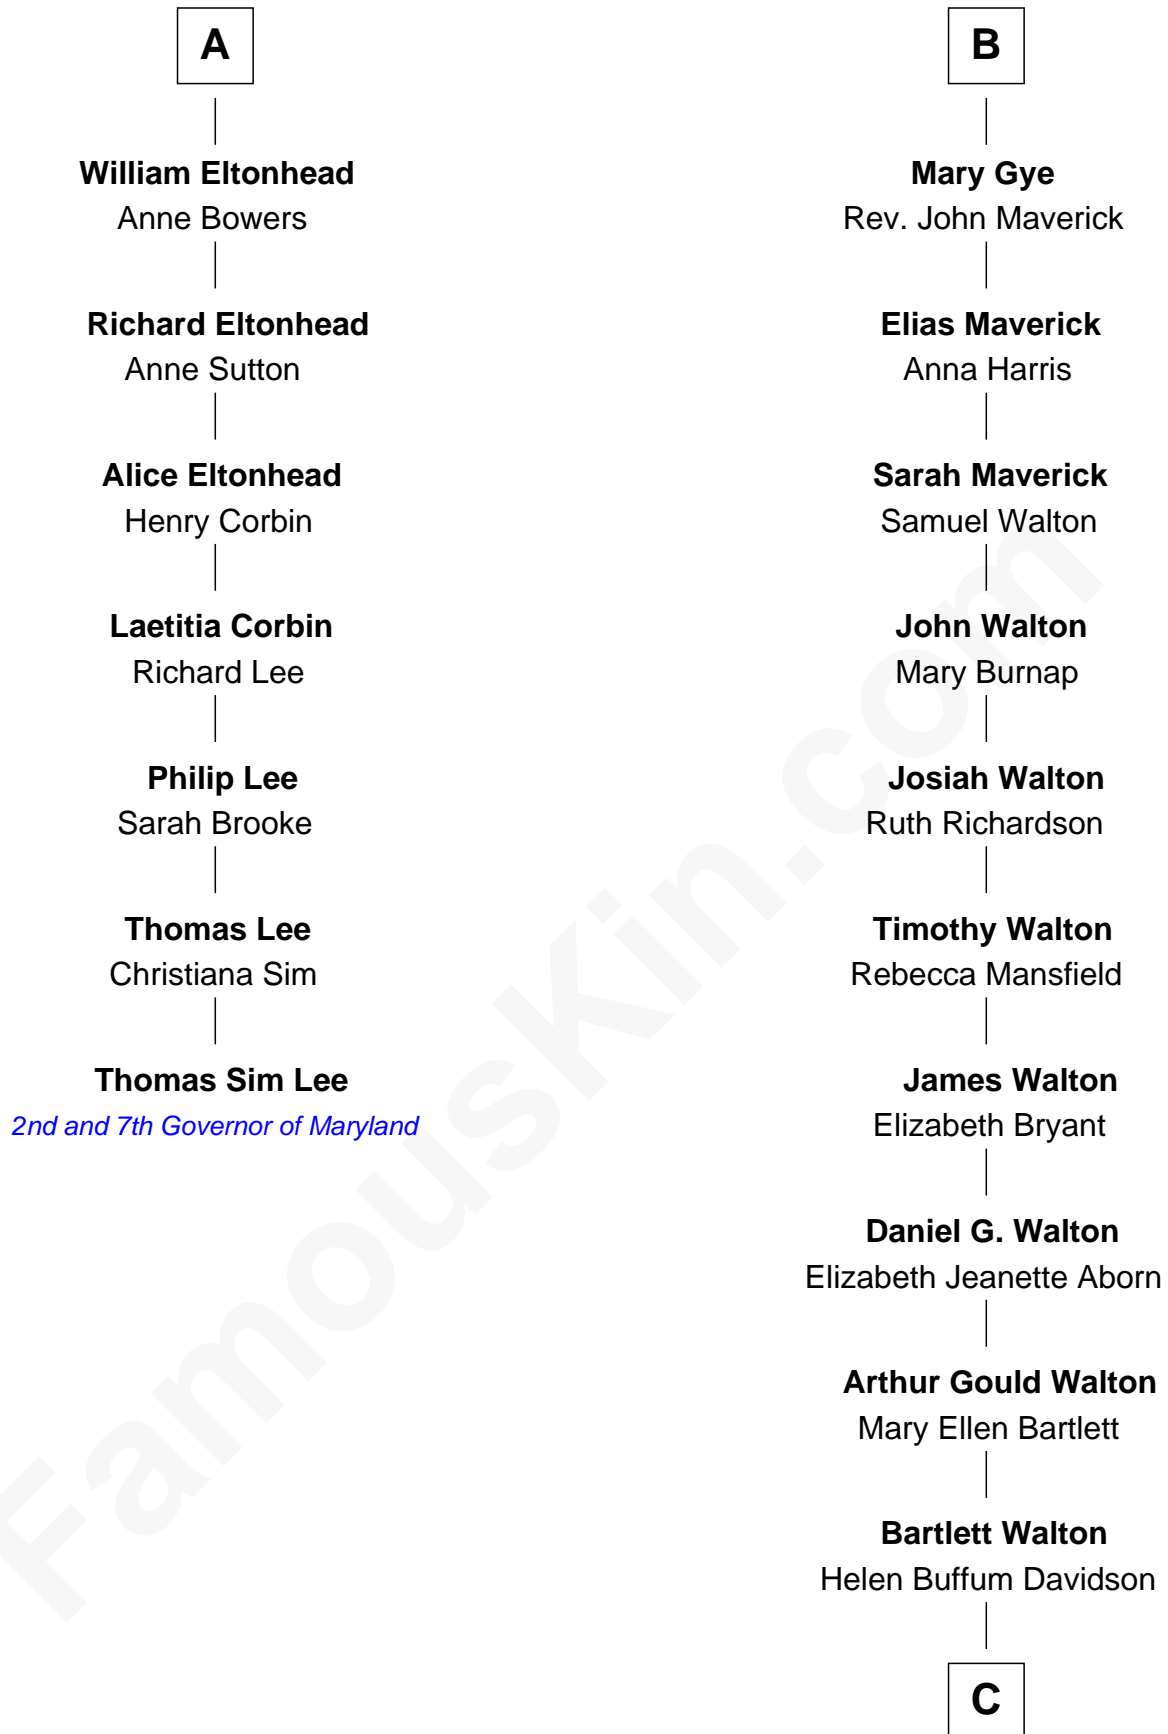 A
William Eltonhead
Anne Bowers
Richard Eltonhead
Anne Sutton
Alice Eltonhead
Henry Corbin
Laetitia Corbin
Richard Lee
Philip Lee
Sarah Brooke
Thomas Lee
Christiana Sim
Thomas Sim Lee
2nd and 7th Governor of Maryland
B
Mary Gye
Rev. John Maverick
Elias Maverick
Anna Harris
Sarah Maverick
Samuel Walton
John Walton
Mary Burnap
Josiah Walton
Ruth Richardson
Timothy Walton
Rebecca Mansfield
James Walton
Elizabeth Bryant
Daniel G. Walton
Elizabeth Jeanette Aborn
Arthur Gould Walton
Mary Ellen Bartlett
Bartlett Walton
Helen Buffum Davidson
C
FamousKin.com